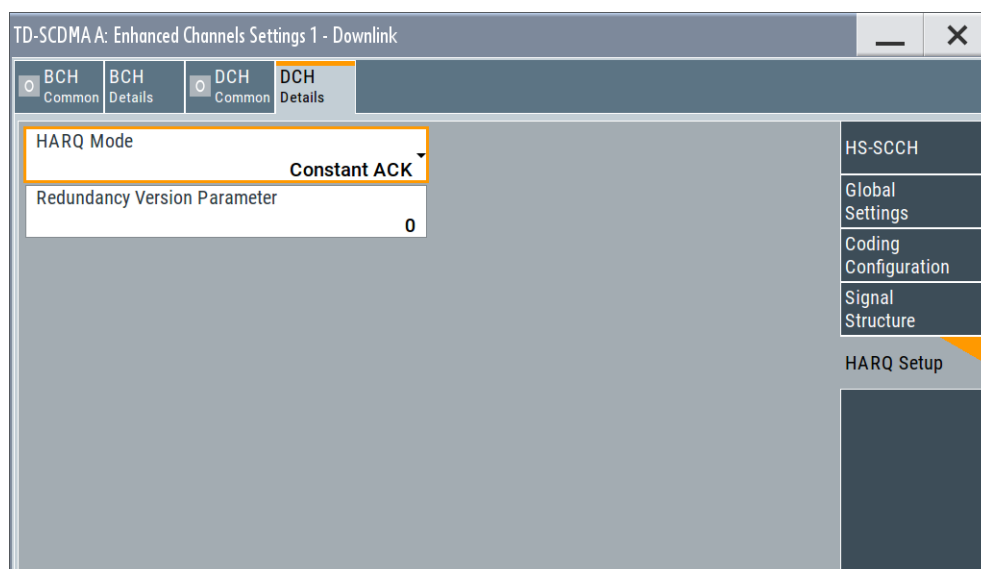 TD-SCDMA A: Enhanced Channels Settings 1 - Downlink
O BCH Common
BCH Details
O DCH Common
DCH Details
HARQ Mode
Constant ACK
Redundancy Version Parameter
0
HS-SCCH
Global
Settings
Coding
Configuration
Signal
Structure
HARQ Setup